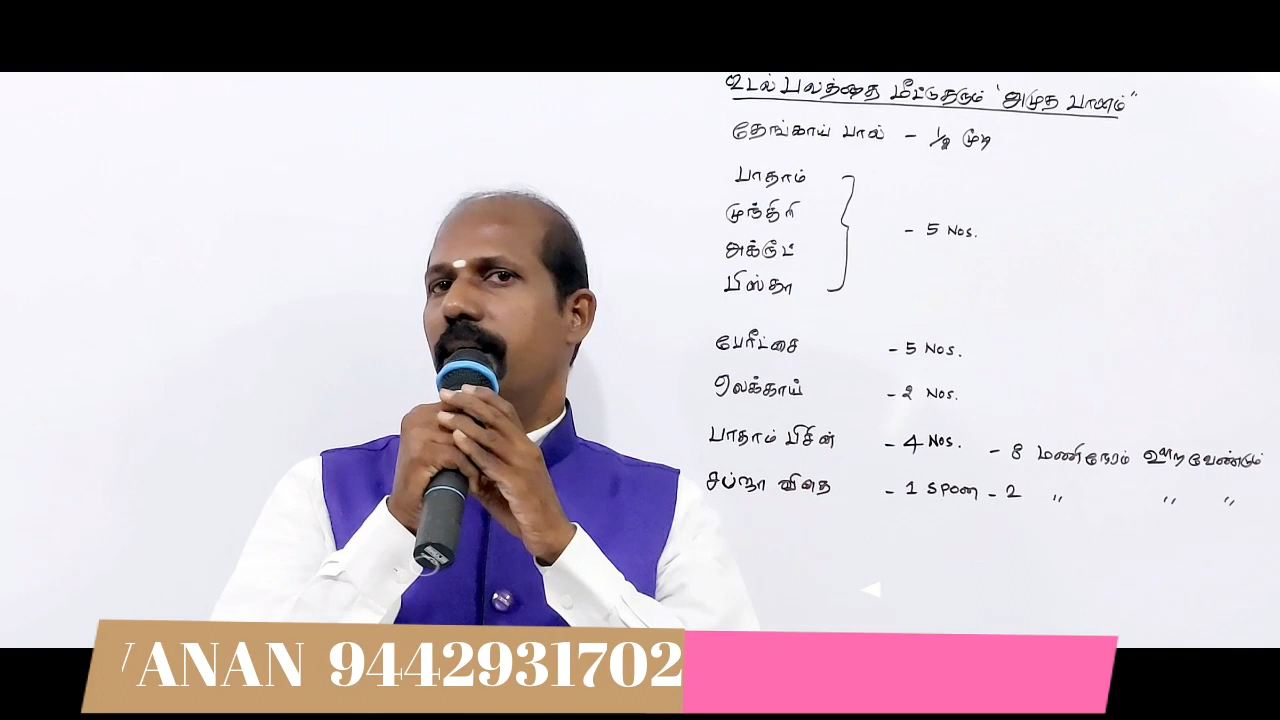 உடல் பலத்தை மீட்டுதரும் "அமுத பானம்"
தேங்காய் பால் - 1/2 மூடி
பாதாம்
முந்திரி
அக்ரூட்
பிஸ்தா
- 5 Nos.
பேரீட்சை - 5 Nos.
ஏலக்காய் - 2 Nos.
பாதாம் பிசின் - 4 Nos. - 8 மணிநேரம் ஊறவேண்டும்
சப்ஜா விதை - 1 Spoon - 2 " " "
ANAN 9442931702